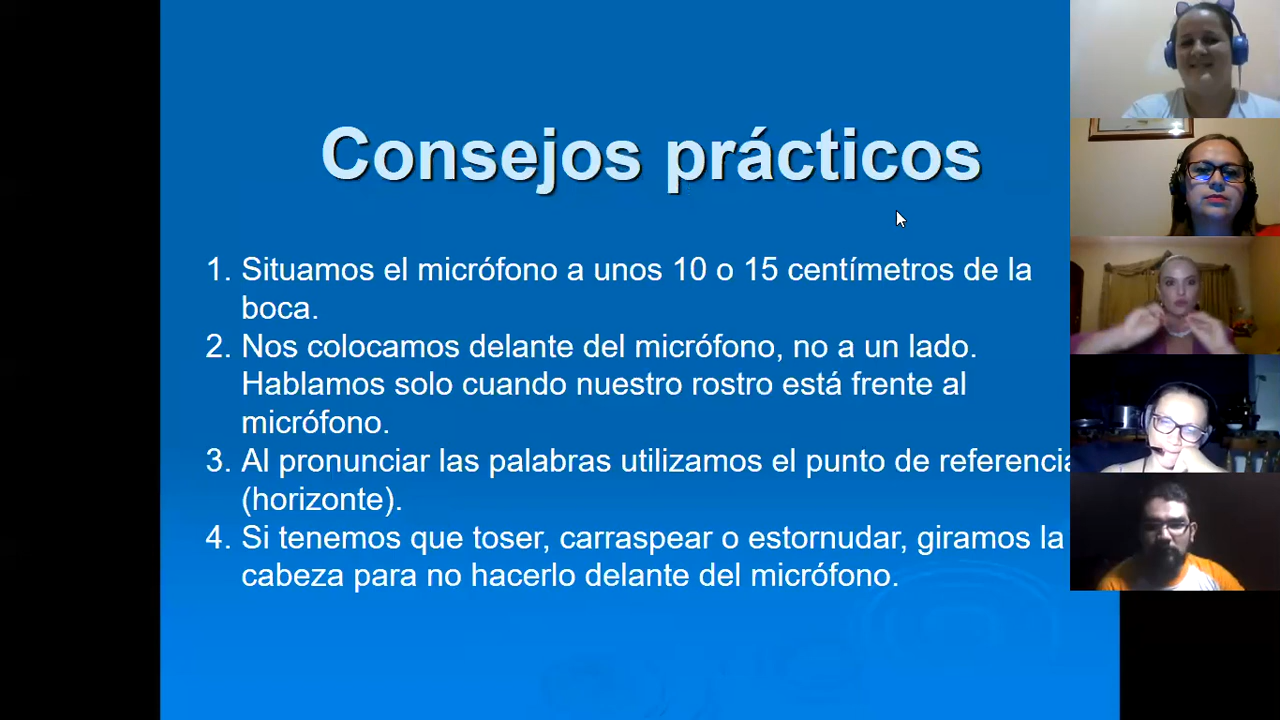 Consejos prácticos
1. Situamos el micrófono a unos 10 o 15 centímetros de la
boca.
2. Nos colocamos delante del micrófono, no a un lado.
Hablamos solo cuando nuestro rostro está frente al
micrófono.
3. Al pronunciar las palabras utilizamos el punto de referencia
(horizonte).
4. Si tenemos que toser, carraspear o estornudar, giramos la
cabeza para no hacerlo delante del micrófono.